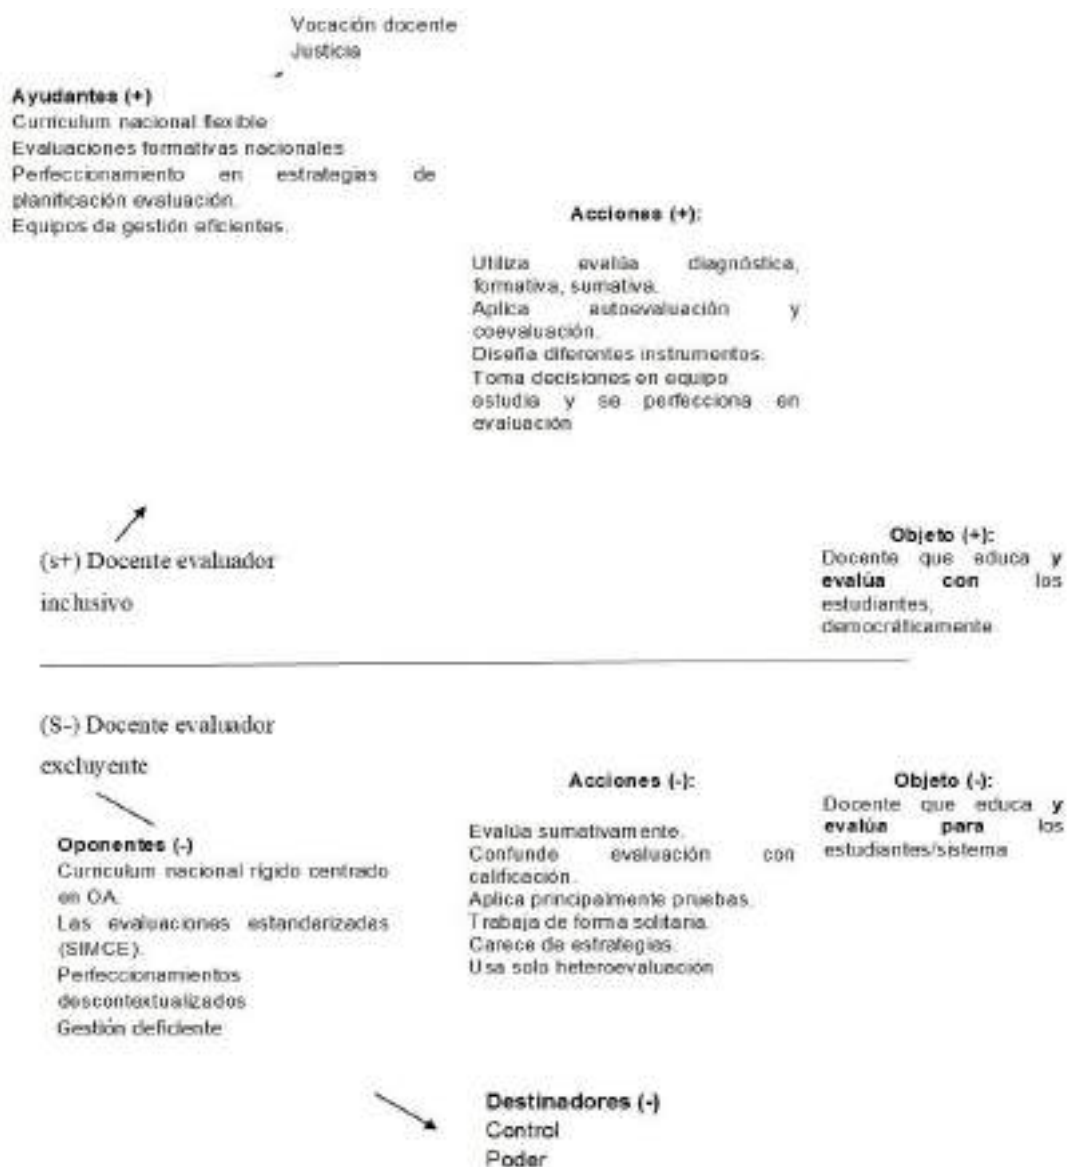 Vocación docente
Justicia
Ayudantes (+)
Curriculum nacional flexible
Evaluaciones formativas nacionales
Perfeccionamiento en estrategias de
planificación evaluación.
Equipos de gestión eficientes.
Acciones (+):
Utiliza evalúa diagnóstica,
formativa, sumativa.
Aplica autoevaluación y
coevaluación.
Diseña diferentes instrumentos.
Toma decisiones en equipo
estudia y se perfecciona en
evaluación
(s+) Docente evaluador
inclusivo
Objeto (+):
Docente que educa y
evalúa con los
estudiantes,
democráticamente
(S-) Docente evaluador
excluyente
Oponentes (-)
Curriculum nacional rígido centrado
en OA.
Las evaluaciones estanderizadas
(SIMCE).
Perfeccionamientos
descontextualizados
Gestión deficiente
Acciones (-):
Evalúa sumativamente.
Confunde evaluación con
calificación.
Aplica principalmente pruebas.
Trabaja de forma solitaria.
Carece de estrategias.
Usa solo heteroevaluación
Objeto (-):
Docente que educa y
evalúa para los
estudiantes/sistema
Destinadores (-)
Control
Poder